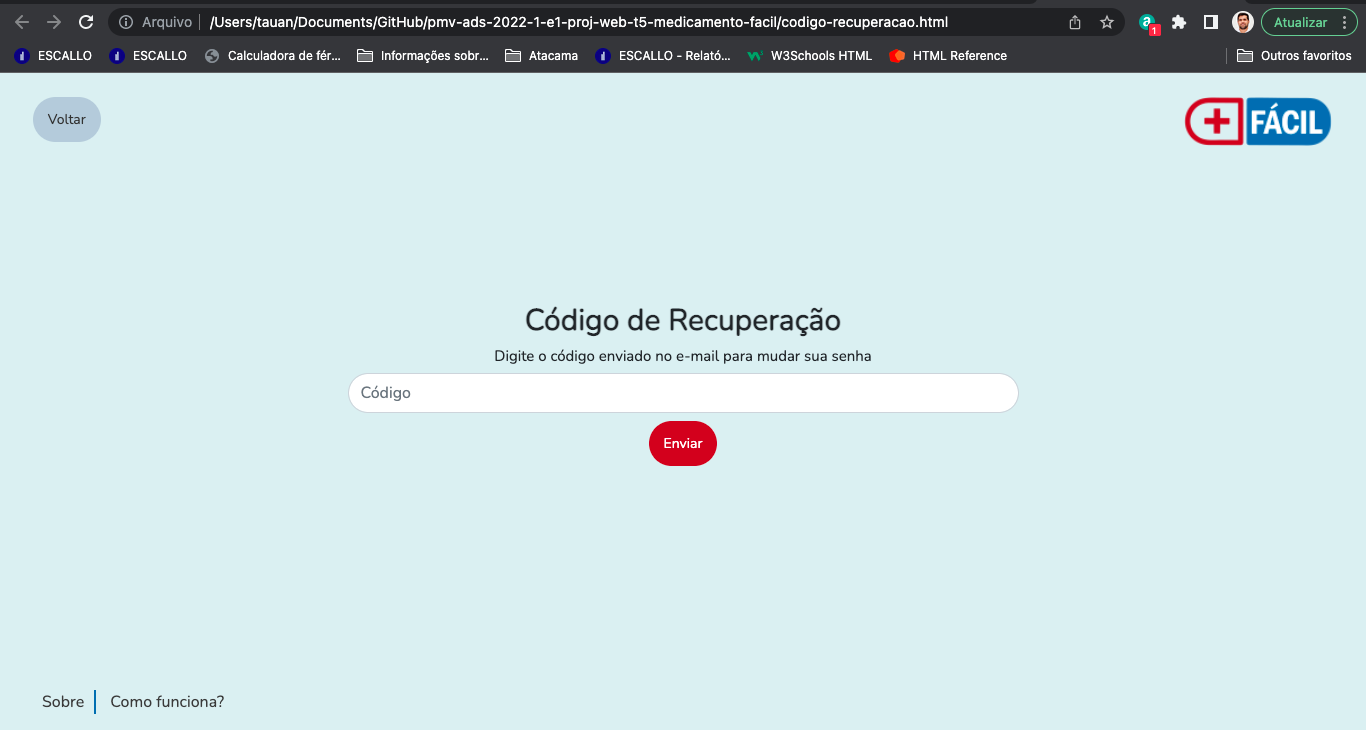 Arquivo /Users/tauan/Documents/GitHub/pmv-ads-2022-1-e1-proj-web-t5-medicamento-facil/codigo-recuperacao.html a 1 Atualizar
ESCALLO ESCALLO Calculadora de fér... Informações sobr... Atacama ESCALLO - Relató... W3Schools HTML HTML Reference Outros favoritos
Voltar
FÁCIL
Código de Recuperação
Digite o código enviado no e-mail para mudar sua senha
Código
Enviar
Sobre Como funciona?